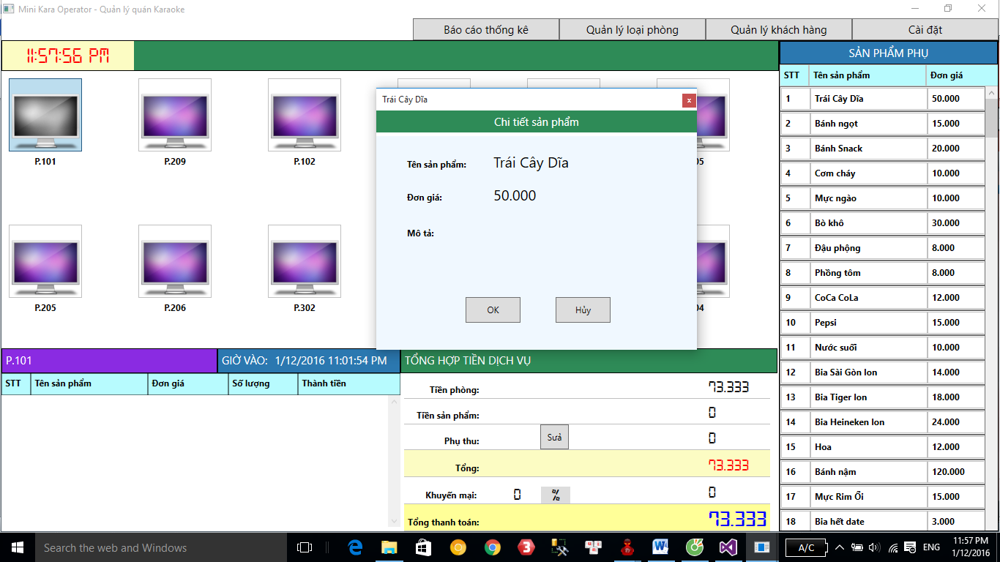 Mini Kara Operator - Quản lý quán Karaoke
Báo cáo thống kê
Quản lý loại phòng
Quản lý khách hàng
Cài đặt
11:57:56 PM
P.101
P.209
P.102
05
P.205
P.206
P.302
04
Trái Cây Dĩa
x
Chi tiết sản phẩm
Tên sản phẩm: Trái Cây Dĩa
Đơn giá: 50.000
Mô tả:
OK
Hủy
SẢN PHẨM PHỤ
STT Tên sản phẩm Đơn giá
1 Trái Cây Dĩa 50.000
2 Bánh ngọt 15.000
3 Bánh Snack 20.000
4 Cơm cháy 10.000
5 Mực ngào 10.000
6 Bò khô 30.000
7 Đậu phộng 8.000
8 Phồng tôm 8.000
9 CoCa CoLa 12.000
10 Pepsi 15.000
11 Nước suối 10.000
12 Bia Sài Gòn lon 14.000
13 Bia Tiger lon 18.000
14 Bia Heineken lon 24.000
15 Hoa 12.000
16 Bánh nậm 120.000
17 Mực Rim Ổi 15.000
18 Bia hết date 3.000
P.101
GIỜ VÀO: 1/12/2016 11:01:54 PM
STT Tên sản phẩm Đơn giá Số lượng Thành tiền
TỔNG HỢP TIỀN DỊCH VỤ
Tiền phòng: 73.333
Tiền sản phẩm: 0
Phụ thu: Sưả 0
Tổng: 73.333
Khuyến mại: 0 % 0
Tổng thanh toán: 73.333
Search the web and Windows
A/C
ENG
11:57 PM
1/12/2016